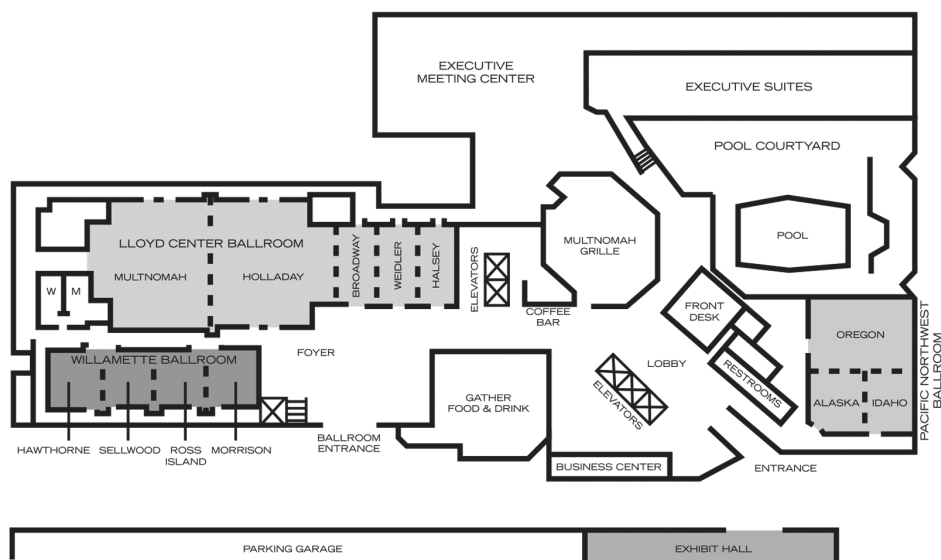 EXECUTIVE
MEETING CENTER
EXECUTIVE SUITES
POOL COURTYARD
LLOYD CENTER BALLROOM
MULTNOMAH
HOLLADAY
BROADWAY
WEIDLER
HALSEY
ELEVATORS
MULTNOMAH
GRILLE
POOL
W
M
COFFEE
BAR
FRONT
DESK
OREGON
PACIFIC NORTHWEST
BALLROOM
WILLAMETTE BALLROOM
FOYER
LOBBY
RESTROOMS
ELEVATORS
GATHER
FOOD & DRINK
ALASKA
IDAHO
HAWTHORNE
SELLWOOD
ROSS
ISLAND
MORRISON
BALLROOM
ENTRANCE
BUSINESS CENTER
ENTRANCE
PARKING GARAGE
EXHIBIT HALL